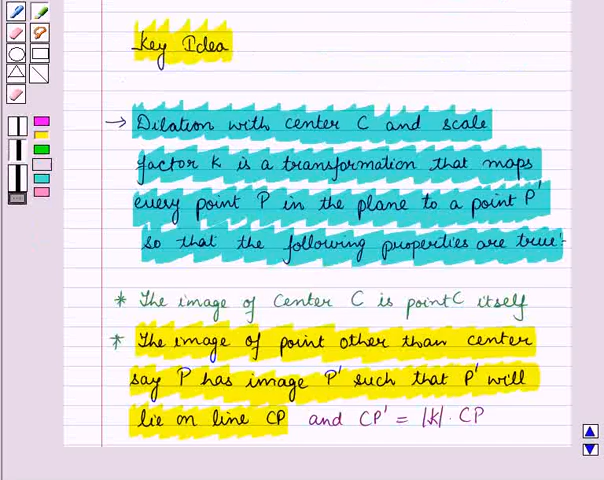 Key Idea
→ Dilation with center C and scale
factor K is a transformation that maps
every point P in the plane to a point P'
so that the following properties are true:-
* The image of Center C is point C itself
* The image of point other than center
say P has image P' such that P' will
lie on line CP and CP' = |k| · CP